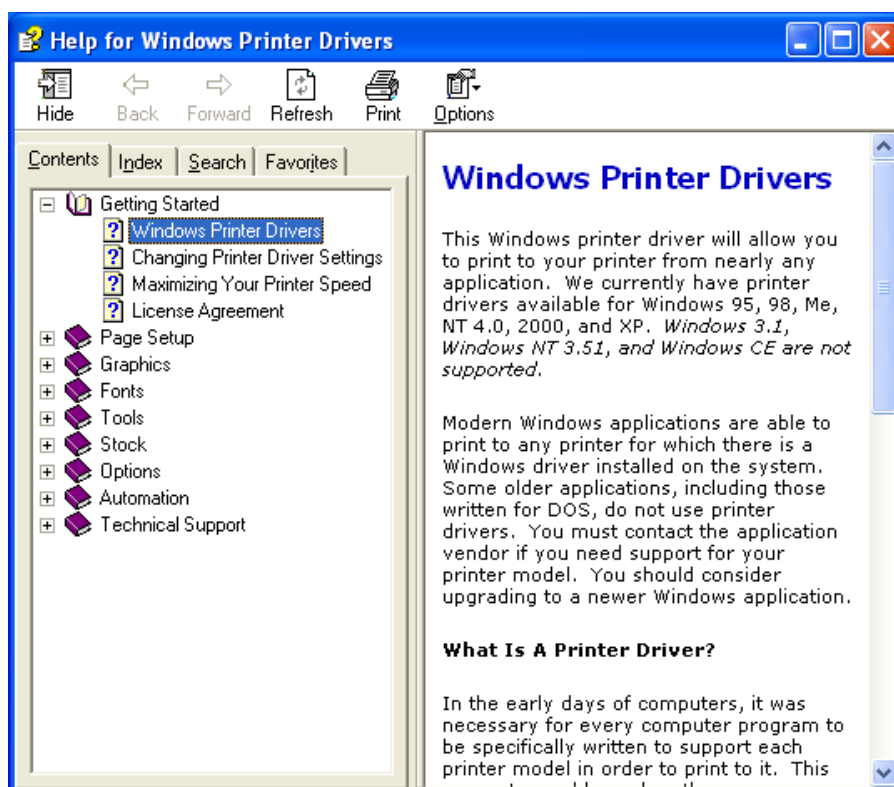 Help for Windows Printer Drivers
Hide Back Forward Refresh Print Options
Contents Index Search Favorites
Getting Started
Windows Printer Drivers
Changing Printer Driver Settings
Maximizing Your Printer Speed
License Agreement
Page Setup
Graphics
Fonts
Tools
Stock
Options
Automation
Technical Support
Windows Printer Drivers
This Windows printer driver will allow you
to print to your printer from nearly any
application. We currently have printer
drivers available for Windows 95, 98, Me,
NT 4.0, 2000, and XP. Windows 3.1,
Windows NT 3.51, and Windows CE are not
supported.
Modern Windows applications are able to
print to any printer for which there is a
Windows driver installed on the system.
Some older applications, including those
written for DOS, do not use printer
drivers. You must contact the application
vendor if you need support for your
printer model. You should consider
upgrading to a newer Windows application.
What Is A Printer Driver?
In the early days of computers, it was
necessary for every computer program to
be specifically written to support each
printer model in order to print to it. This